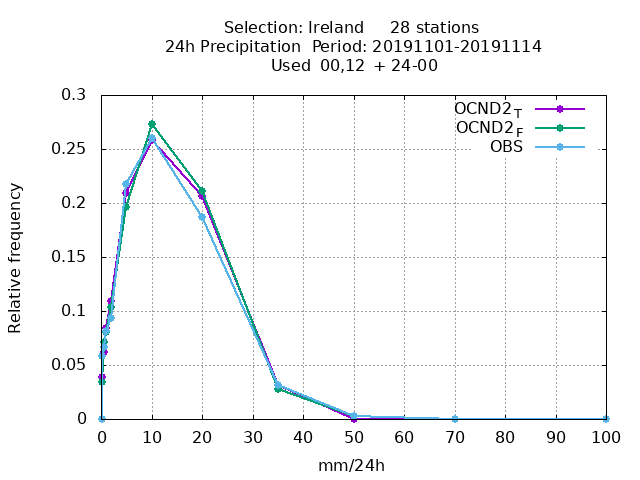 Selection: Ireland 28 stations
24h Precipitation Period: 20191101-20191114
Used 00,12 + 24-00
OCND2T
OCND2F
OBS
0.3
0.25
0.2
0.15
0.1
0.05
0
Relative frequency
0 10 20 30 40 50 60 70 80 90 100
mm/24h